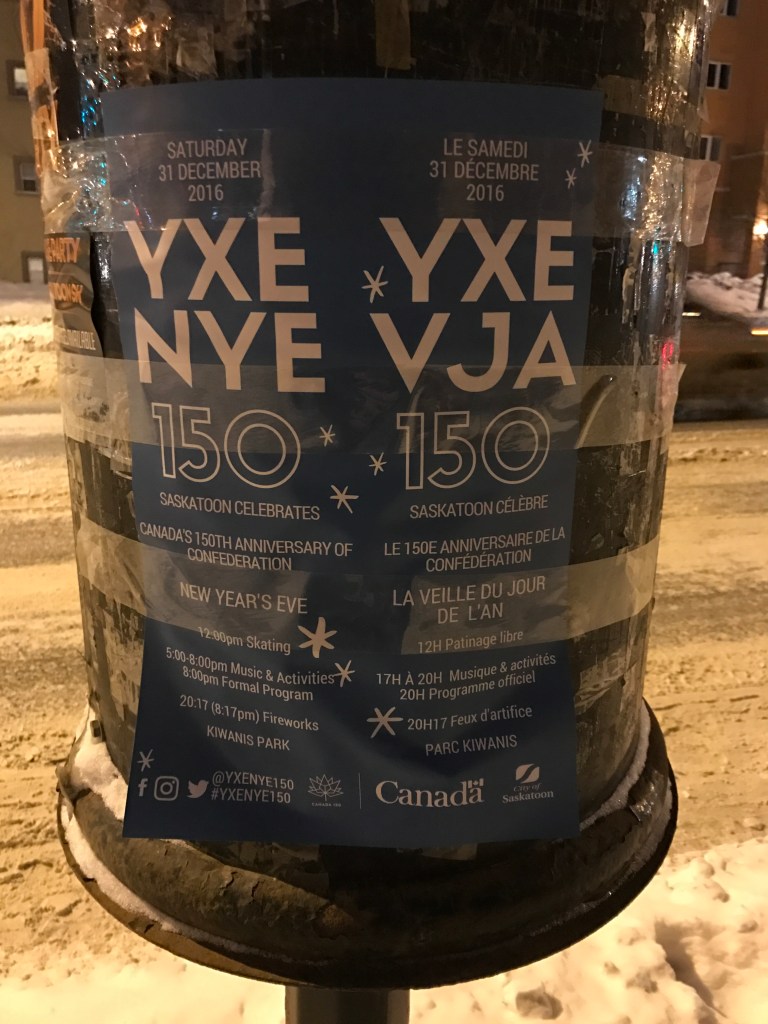 SATURDAY
31 DECEMBER
2016
YXE
NYE
150
SASKATOON CELEBRATES
CANADA'S 150TH ANNIVERSARY OF
CONFEDERATION
NEW YEAR'S EVE
12:00pm Skating
5:00-8:00pm Music & Activities
8:00pm Formal Program
20:17 (8:17pm) Fireworks
KIWANIS PARK
@YXENYE150
#YXENYE150
CANADA 150
LE SAMEDI
31 DÉCEMBRE
2016
YXE
VJA
150
SASKATOON CÉLÈBRE
LE 150E ANNIVERSAIRE DE LA
CONFÉDÉRATION
LA VEILLE DU JOUR
DE L'AN
12H Patinage libre
17H À 20H Musique & activités
20H Programme officiel
20H17 Feux d'artifice
PARC KIWANIS
Canada
City of
Saskatoon
PARTY